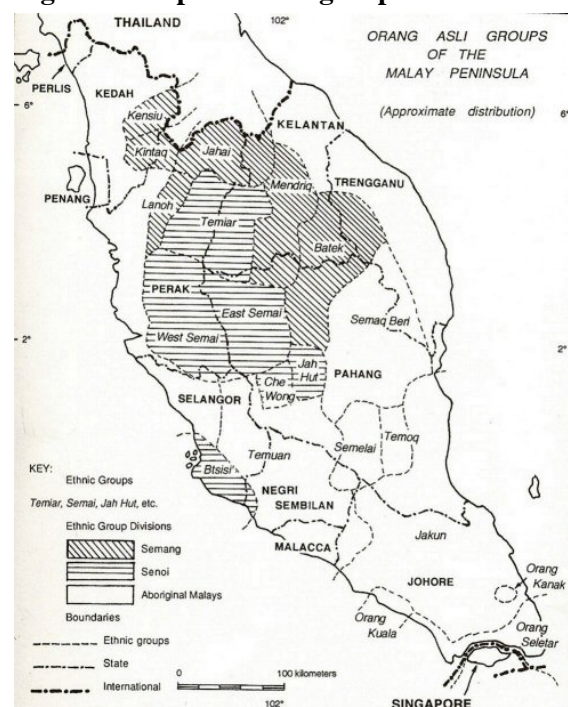 THAILAND
102°
ORANG ASLI GROUPS
OF THE
MALAY PENINSULA
(Approximate distribution)
PERLIS
KEDAH
6°
6°
Kensiu
KELANTAN
Kintaq
Jahai
PENANG
Mendriq
TRENGGANU
Lanoh
Temiar
Batek
PERAK
East Semai
Semaq Beri
2°
West Semai
2°
Jah
Hut
Che
Wong
PAHANG
SELANGOR
Temoq
Temuan
Semelai
KEY:
Btsisi'
Ethnic Groups
NEGRI
SEMBILAN
Temiar, Semai, Jah Hut, etc.
Ethnic Group Divisions
Jakun
Semang
MALACCA
Senoi
JOHORE
Orang
Kanak
Aboriginal Malays
Boundaries
Orang
Kuala
Orang
Seletar
Ethnic groups
State
0
100 kilometers
International
102°
SINGAPORE